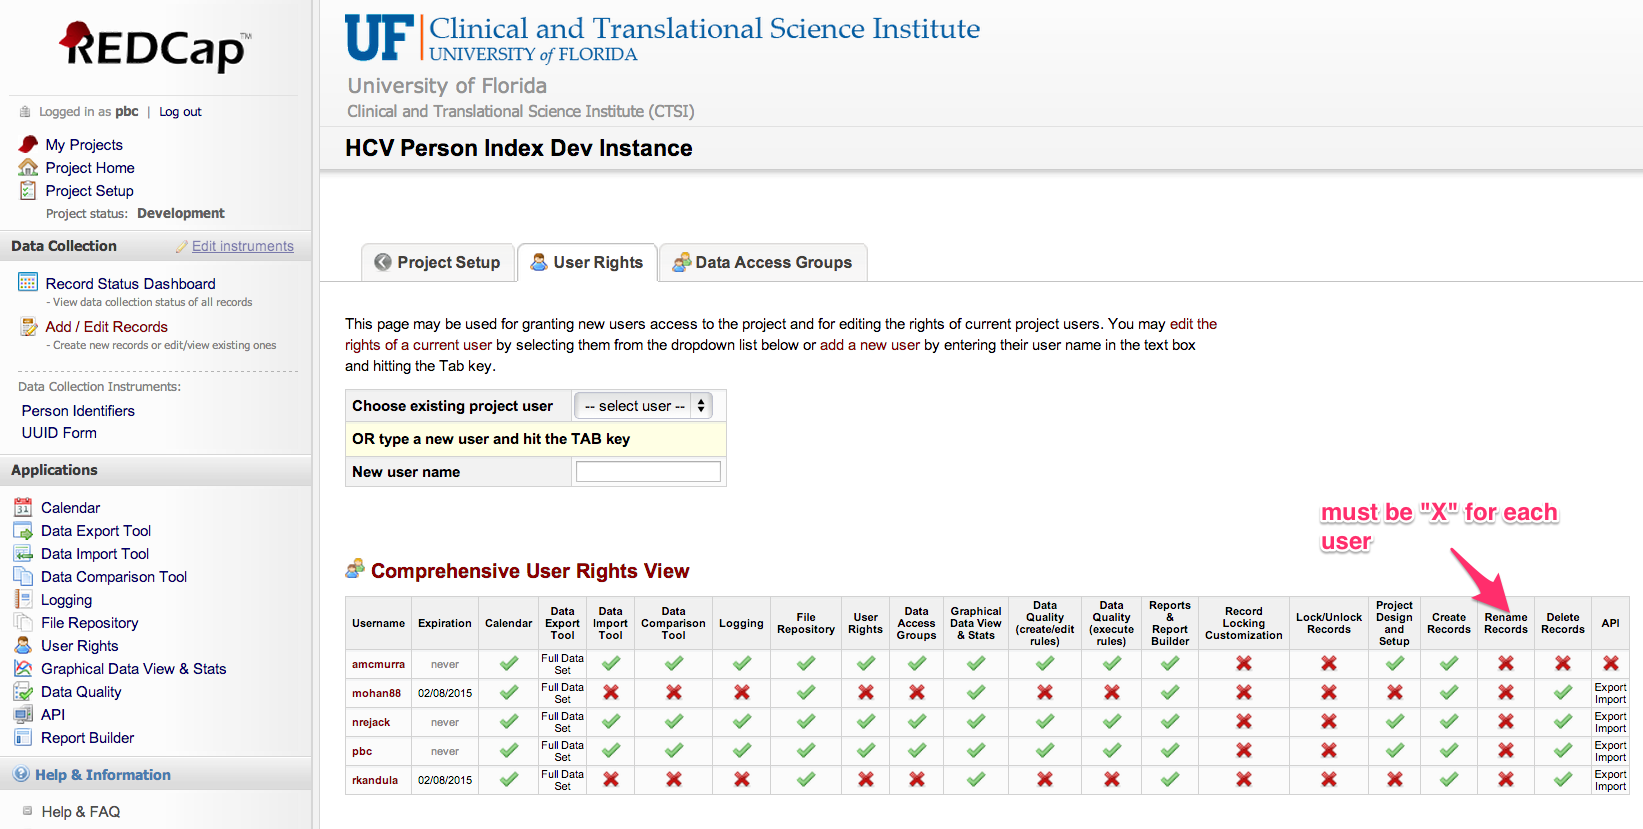 REDCap™
Logged in as pbc | Log out
My Projects
Project Home
Project Setup
Project status: Development
Data Collection Edit instruments
Record Status Dashboard
- View data collection status of all records
Add / Edit Records
- Create new records or edit/view existing ones
Data Collection Instruments:
Person Identifiers
UUID Form
Applications
31 Calendar
Data Export Tool
Data Import Tool
Data Comparison Tool
Logging
File Repository
User Rights
Graphical Data View & Stats
Data Quality
API
Report Builder
Help & Information
Help & FAQ
UF Clinical and Translational Science Institute
UNIVERSITY of FLORIDA
University of Florida
Clinical and Translational Science Institute (CTSI)
HCV Person Index Dev Instance
Project Setup User Rights Data Access Groups
This page may be used for granting new users access to the project and for editing the rights of current project users. You may edit the
rights of a current user by selecting them from the dropdown list below or add a new user by entering their user name in the text box
and hitting the Tab key.
Choose existing project user -- select user --
OR type a new user and hit the TAB key
New user name
must be "X" for each
user
Comprehensive User Rights View
Username Expiration Calendar Data Export Tool Data Import Tool Data Comparison Tool Logging File Repository User Rights Data Access Groups Graphical Data View & Stats Data Quality (create/edit rules) Data Quality (execute rules) Reports & Report Builder Record Locking Customization Lock/Unlock Records Project Design and Setup Create Records Rename Records Delete Records API
amcmurra never Full Data Set
mohan88 02/08/2015 Full Data Set Export Import
nrejack never Full Data Set Export Import
pbc never Full Data Set Export Import
rkandula 02/08/2015 Full Data Set Export Import